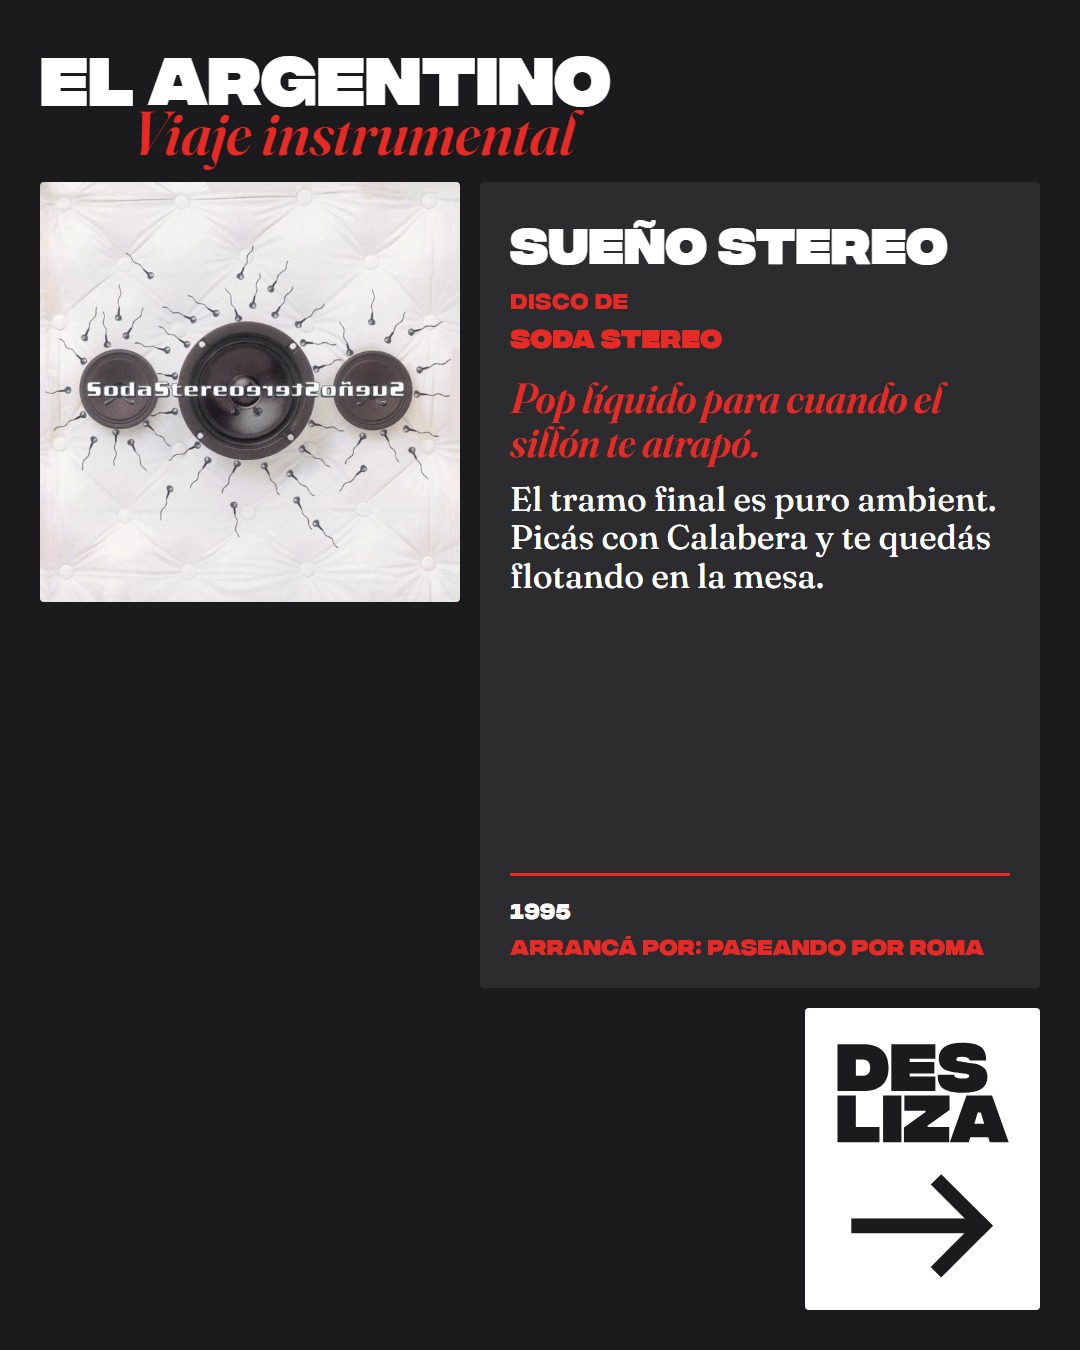 EL ARGENTINO
Viaje instrumental
SodaStereoeretSoñeuS
SUEÑO STEREO
DISCO DE
SODA STEREO
Pop líquido para cuando el
sillón te atrapó.
El tramo final es puro ambient.
Picás con Calabera y te quedás
flotando en la mesa.
1995
ARRANCÁ POR: PASEANDO POR ROMA
DES
LIZA